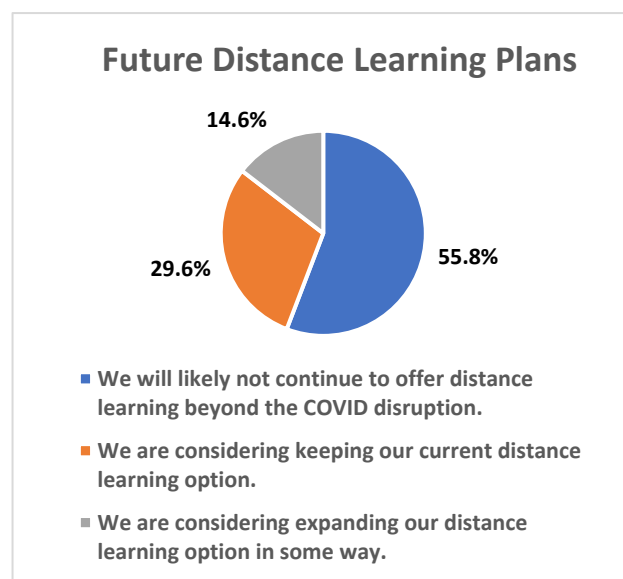 Future Distance Learning Plans
14.6%
55.8%
29.6%
We will likely not continue to offer distance
learning beyond the COVID disruption.
We are considering keeping our current distance
learning option.
We are considering expanding our distance
learning option in some way.